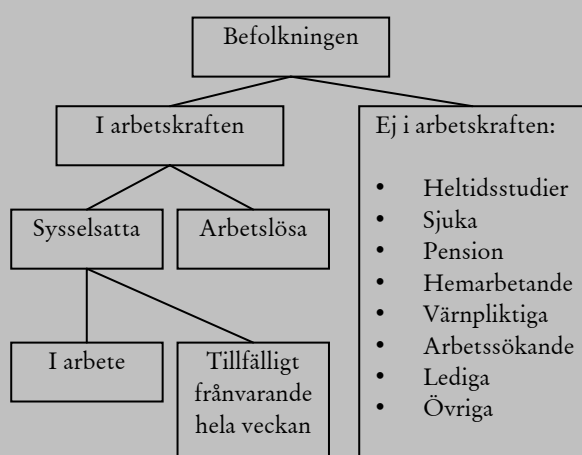 Befolkningen
I arbetskraften
Ej i arbetskraften:
• Heltidsstudier
• Sjuka
• Pension
• Hemarbetande
• Värnpliktiga
• Arbetssökande
• Lediga
• Övriga
Sysselsatta
Arbetslösa
I arbete
Tillfälligt
frånvarande
hela veckan